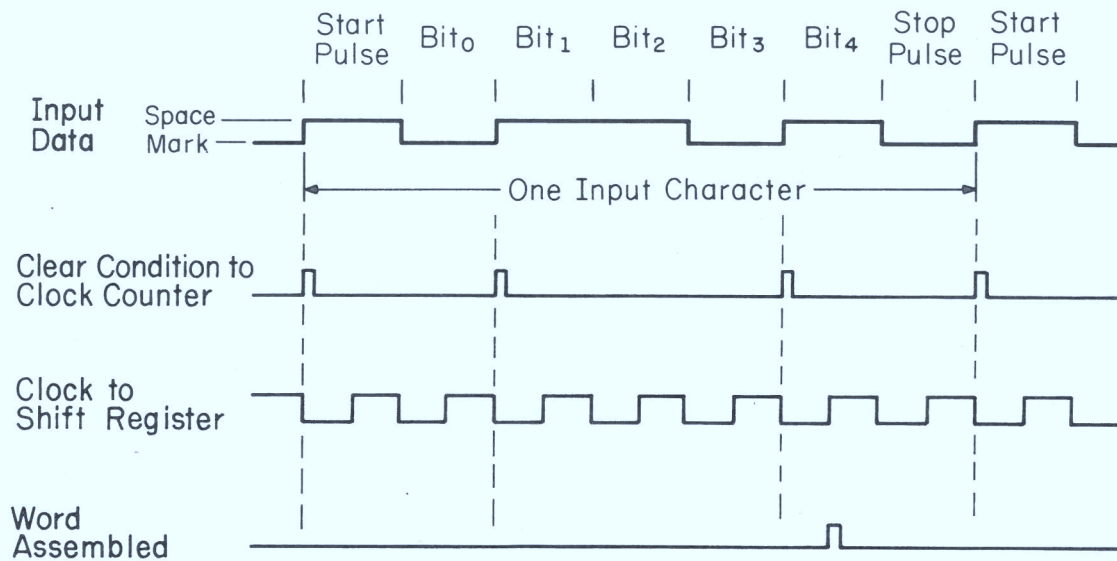 Start Pulse Bit₀ Bit₁ Bit₂ Bit₃ Bit₄ Stop Pulse Start Pulse
Input Data
Space
Mark
One Input Character
Clear Condition to
Clock Counter
Clock to
Shift Register
Word
Assembled